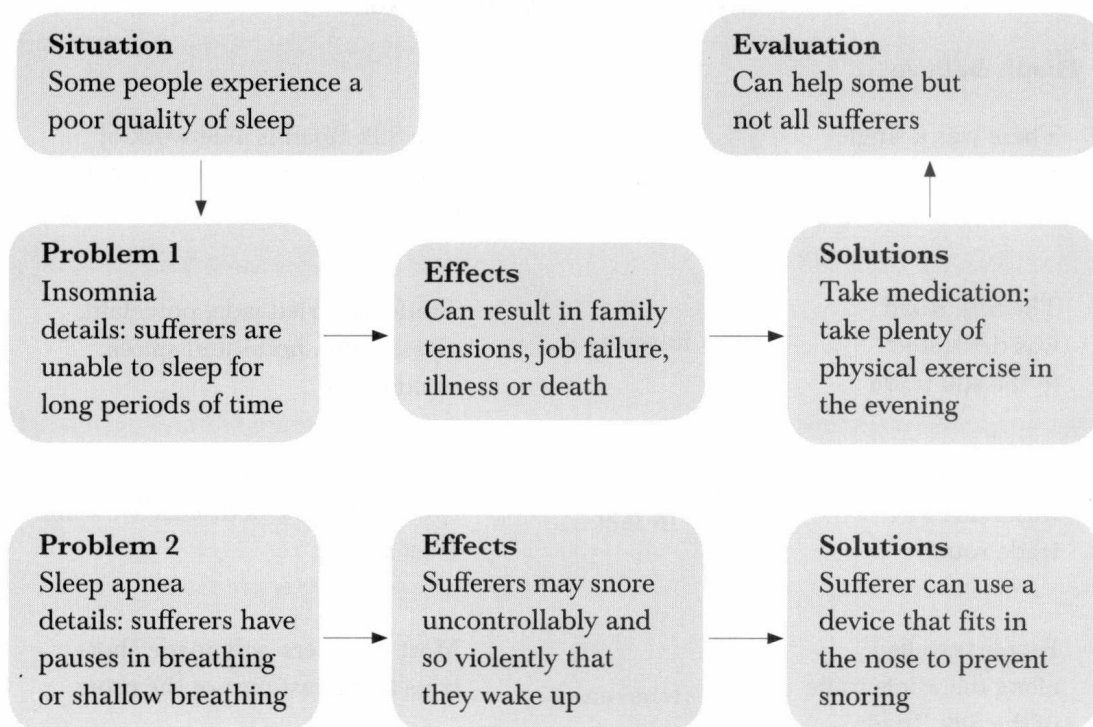 Situation
Some people experience a
poor quality of sleep
Evaluation
Can help some but
not all sufferers
Problem 1
Insomnia
details: sufferers are
unable to sleep for
long periods of time
Effects
Can result in family
tensions, job failure,
illness or death
Solutions
Take medication;
take plenty of
physical exercise in
the evening
Problem 2
Sleep apnea
details: sufferers have
pauses in breathing
or shallow breathing
Effects
Sufferers may snore
uncontrollably and
so violently that
they wake up
Solutions
Sufferer can use a
device that fits in
the nose to prevent
snoring